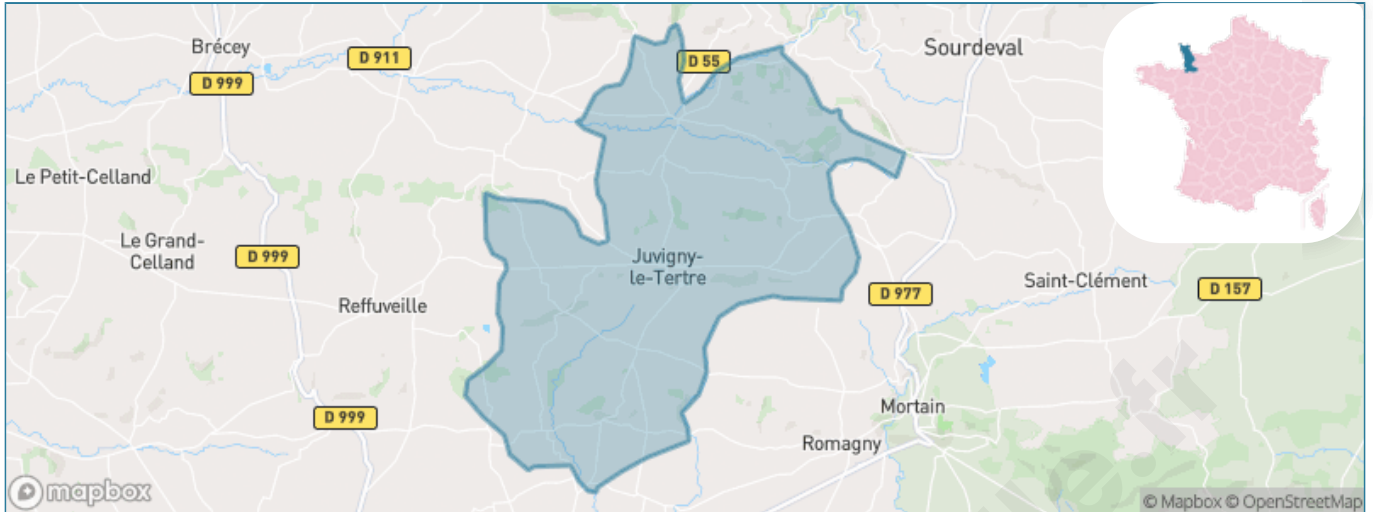 Brécey
D 911
D 55
Sourdeval
D 999
Le Petit-Celland
Le Grand-
Celland
D 999
Juvigny-
le-Tertre
Reffuveille
D 977
Saint-Clément
D 157
D 999
Mortain
Romagny
mapbox
© Mapbox © OpenStreetMap